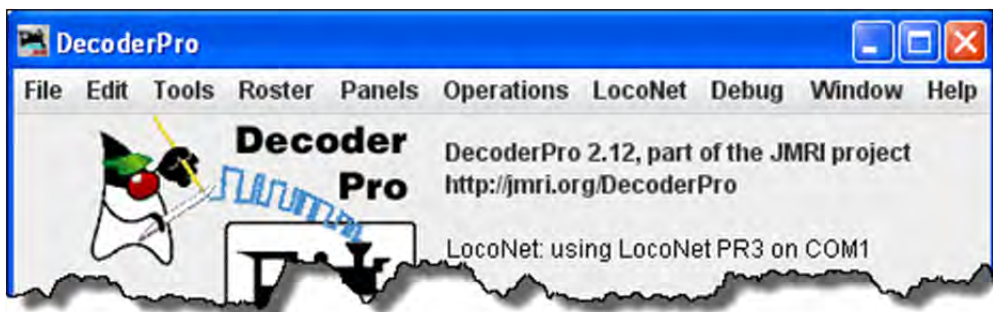 DecoderPro
File Edit Tools Roster Panels Operations LocoNet Debug Window Help
Decoder
Pro
DecoderPro 2.12, part of the JMRI project
http://jmri.org/DecoderPro
LocoNet: using LocoNet PR3 on COM1